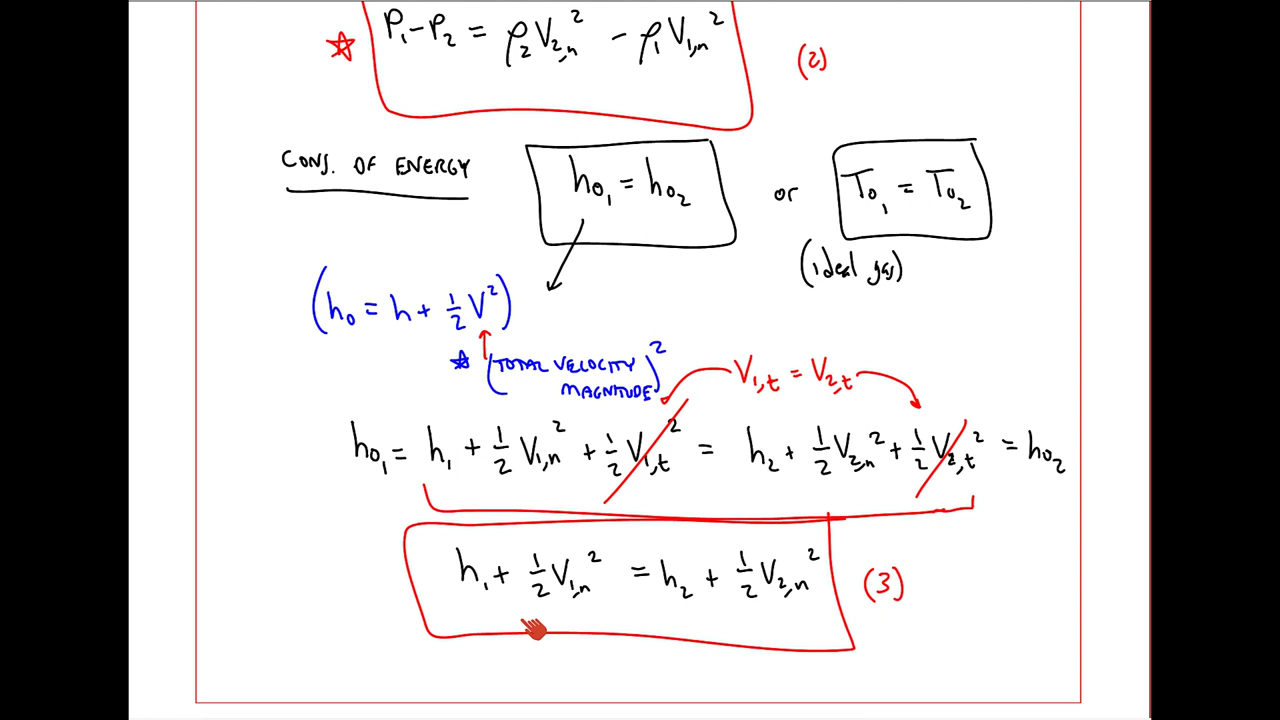 ☆ P₁-P₂ = ρ₂V₂,ₙ² - ρ₁V₁,ₙ² (2)
CONS. OF ENERGY h₀₁ = h₀₂ or T₀₁ = T₀₂
(ideal gas)
(h₀ = h + ½V²)
☆ (TOTAL VELOCITY MAGNITUDE)² V₁,t = V₂,t
h₀₁ = h₁ + ½V₁,n² + ½V₁,t² = h₂ + ½V₂,n² + ½V₂,t² = h₀₂
h₁ + ½V₁,n² = h₂ + ½V₂,n² (3)